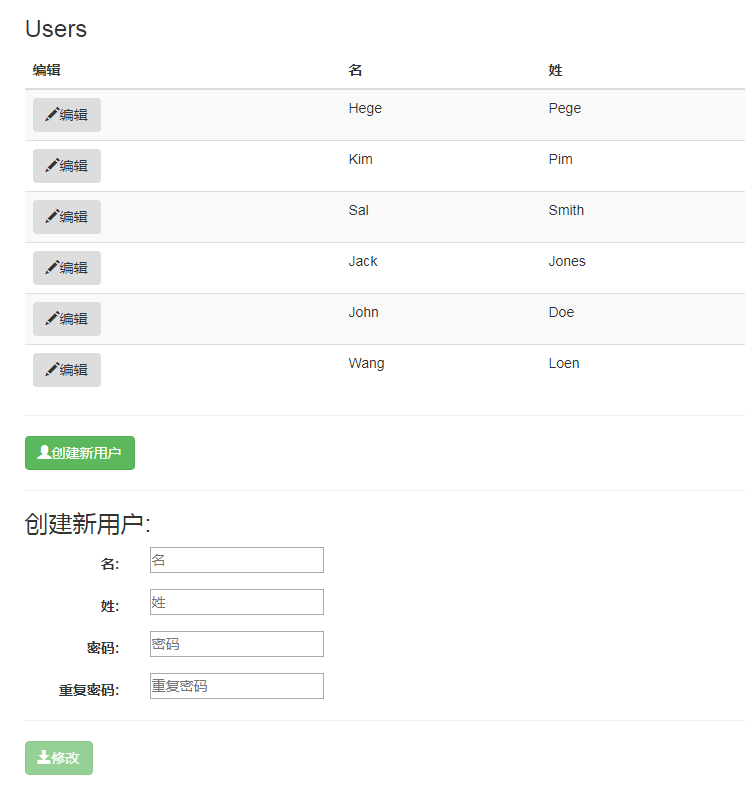 Users
编辑 名 姓
编辑 Hege Pege
编辑 Kim Pim
编辑 Sal Smith
编辑 Jack Jones
编辑 John Doe
编辑 Wang Loen
创建新用户
创建新用户:
名: 名
姓: 姓
密码: 密码
重复密码: 重复密码
修改